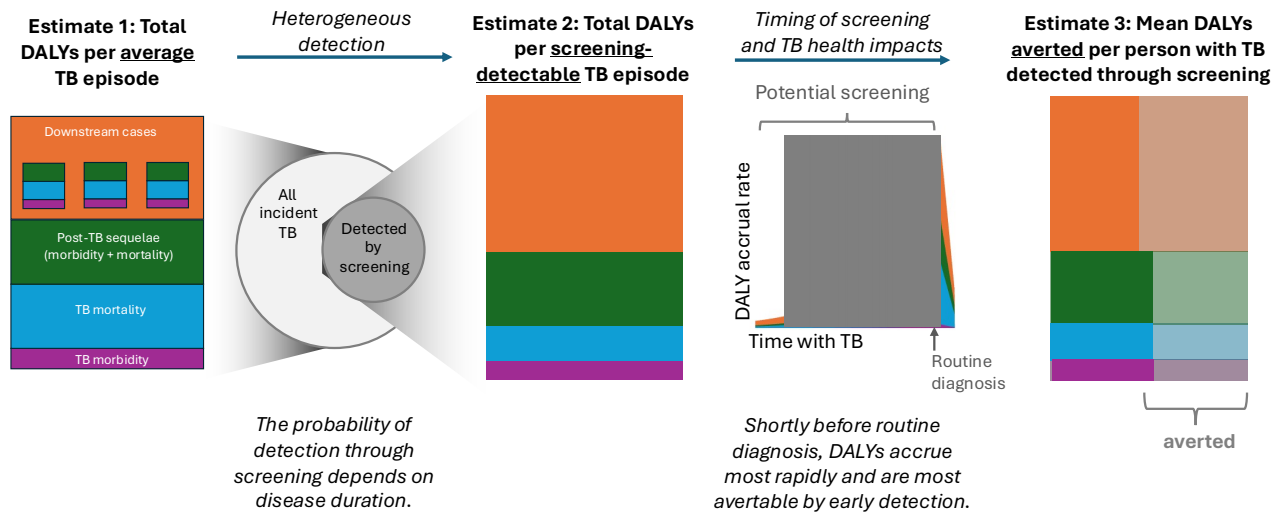 Estimate 1: Total
DALYs per average
TB episode
Heterogeneous
detection
Estimate 2: Total DALYs
per screening-
detectable TB episode
Timing of screening
and TB health impacts
Estimate 3: Mean DALYs
averted per person with TB
detected through screening
Downstream cases
Post-TB sequelae
(morbidity + mortality)
TB mortality
TB morbidity
All
incident
TB
Detected
by
screening
Potential screening
DALY accrual rate
Time with TB
Routine
diagnosis
averted
The probability of
detection through
screening depends on
disease duration.
Shortly before routine
diagnosis, DALYs accrue
most rapidly and are most
avertable by early detection.